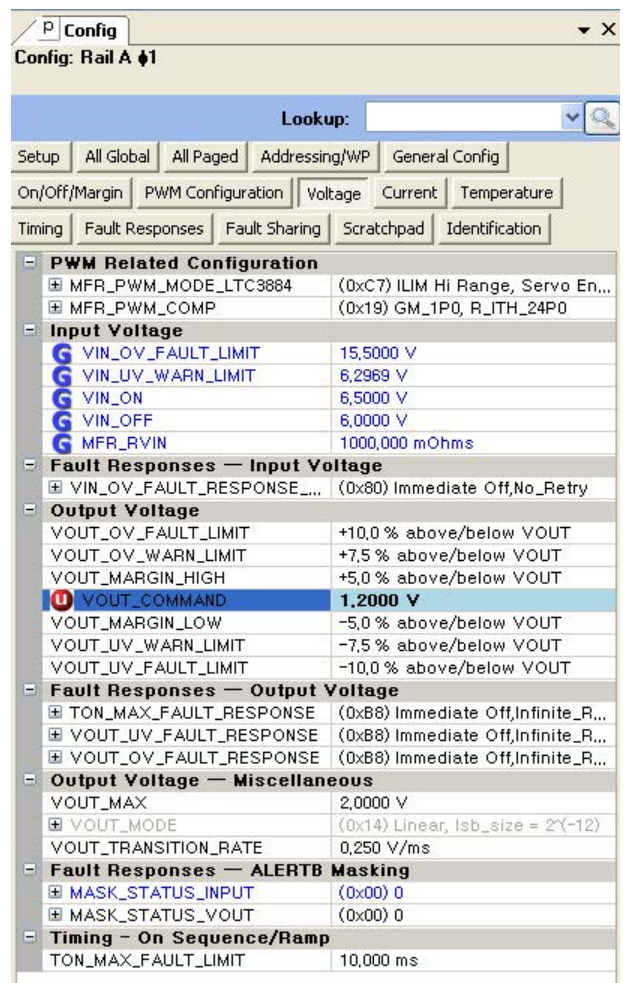 P Config
Config: Rail A ϕ1
Lookup:
Setup All Global All Paged Addressing/WP General Config
On/Off/Margin PWM Configuration Voltage Current Temperature
Timing Fault Responses Fault Sharing Scratchpad Identification
PWM Related Configuration
MFR_PWM_MODE_LTC3884 (0xC7) ILIM Hi Range, Servo En...
MFR_PWM_COMP (0x19) GM_1P0, R_ITH_24P0
Input Voltage
G VIN_OV_FAULT_LIMIT 15,5000 V
G VIN_UV_WARN_LIMIT 6,2969 V
G VIN_ON 6,5000 V
G VIN_OFF 6,0000 V
G MFR_RVIN 1000,000 mOhms
Fault Responses — Input Voltage
VIN_OV_FAULT_RESPONSE_... (0x80) Immediate Off,No_Retry
Output Voltage
VOUT_OV_FAULT_LIMIT +10,0 % above/below VOUT
VOUT_OV_WARN_LIMIT +7,5 % above/below VOUT
VOUT_MARGIN_HIGH +5,0 % above/below VOUT
U VOUT_COMMAND 1,2000 V
VOUT_MARGIN_LOW -5,0 % above/below VOUT
VOUT_UV_WARN_LIMIT -7,5 % above/below VOUT
VOUT_UV_FAULT_LIMIT -10,0 % above/below VOUT
Fault Responses — Output Voltage
TON_MAX_FAULT_RESPONSE (0xB8) Immediate Off,Infinite_R...
VOUT_UV_FAULT_RESPONSE (0xB8) Immediate Off,Infinite_R...
VOUT_OV_FAULT_RESPONSE (0xB8) Immediate Off,Infinite_R...
Output Voltage — Miscellaneous
VOUT_MAX 2,0000 V
VOUT_MODE (0x14) Linear, lsb_size = 2^(-12)
VOUT_TRANSITION_RATE 0,250 V/ms
Fault Responses — ALERTB Masking
MASK_STATUS_INPUT (0x00) 0
MASK_STATUS_VOUT (0x00) 0
Timing - On Sequence/Ramp
TON_MAX_FAULT_LIMIT 10,000 ms